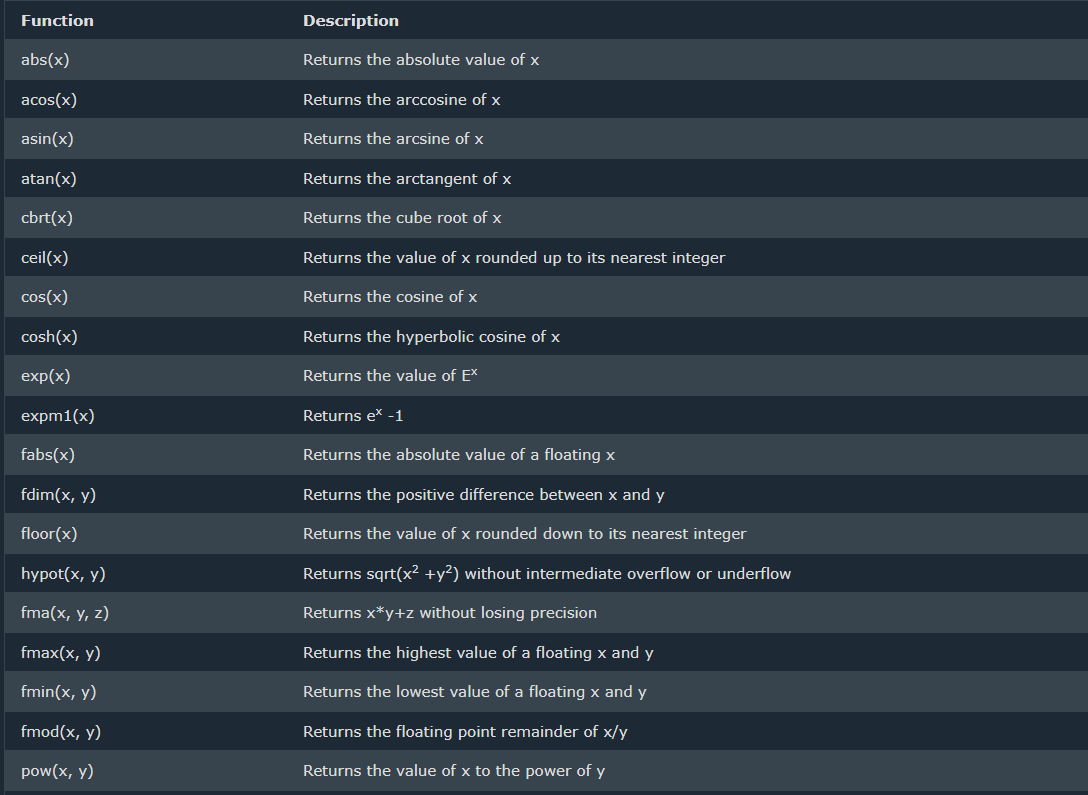 Function Description
abs(x) Returns the absolute value of x
acos(x) Returns the arccosine of x
asin(x) Returns the arcsine of x
atan(x) Returns the arctangent of x
cbrt(x) Returns the cube root of x
ceil(x) Returns the value of x rounded up to its nearest integer
cos(x) Returns the cosine of x
cosh(x) Returns the hyperbolic cosine of x
exp(x) Returns the value of Eˣ
expm1(x) Returns eˣ -1
fabs(x) Returns the absolute value of a floating x
fdim(x, y) Returns the positive difference between x and y
floor(x) Returns the value of x rounded down to its nearest integer
hypot(x, y) Returns sqrt(x² +y²) without intermediate overflow or underflow
fma(x, y, z) Returns x*y+z without losing precision
fmax(x, y) Returns the highest value of a floating x and y
fmin(x, y) Returns the lowest value of a floating x and y
fmod(x, y) Returns the floating point remainder of x/y
pow(x, y) Returns the value of x to the power of y